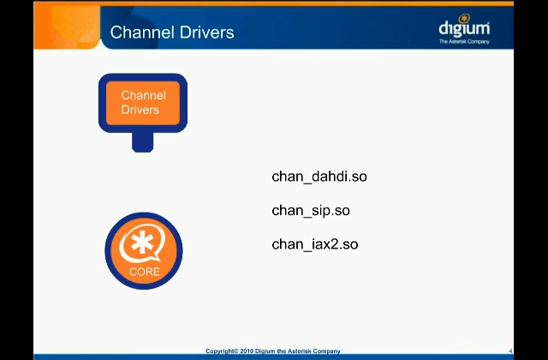 Channel Drivers
digium
The Asterisk Company
Channel
Drivers
chan_dahdi.so
chan_sip.so
chan_iax2.so
CORE
Copyright© 2010 Digium the Asterisk Company
4